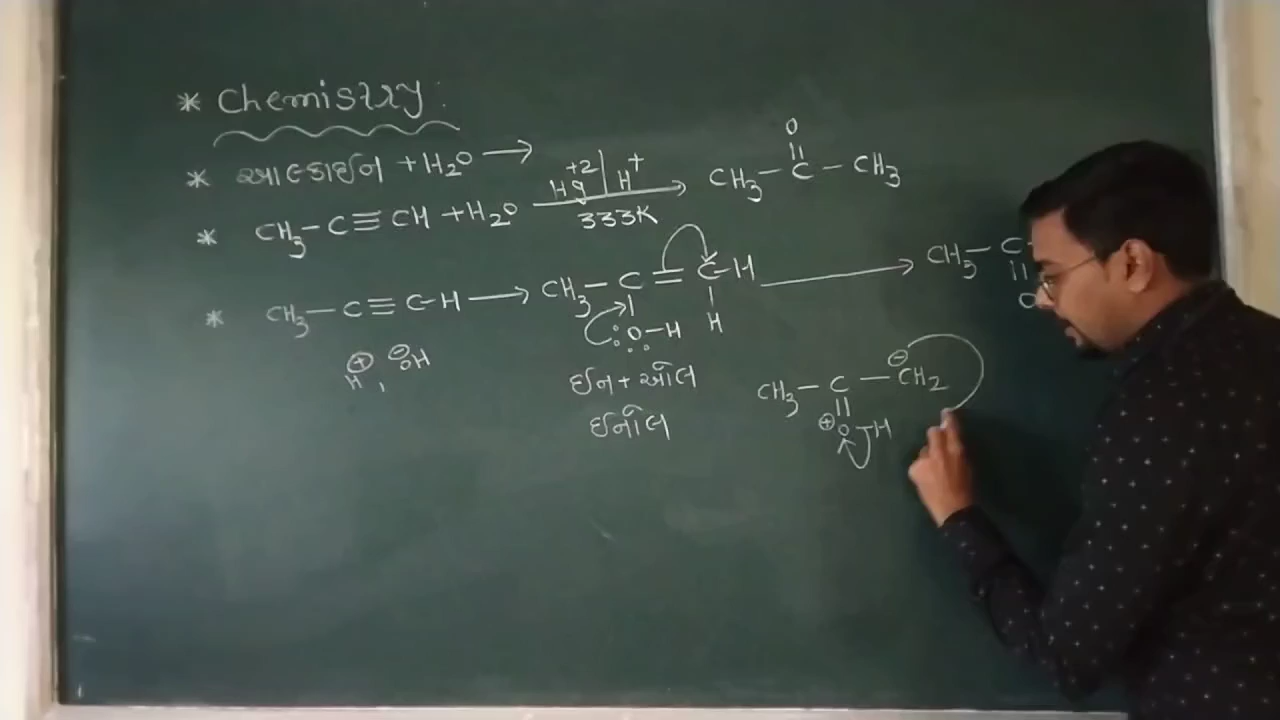 * Chemistry:
* આલ્કાઈન + H2O →
* CH3–C≡CH + H2O —Hg+2 | H+ / 333K→ CH3–C(=O)–CH3
* CH3–C≡C–H → CH3–C(–Ö–H)=C(–H)–H → CH3–C(=O)
H⊕, ⊖OH
ઈન + ઑલ
ઈનૉલ
CH3–C(=O⊕–H)–⊖CH2